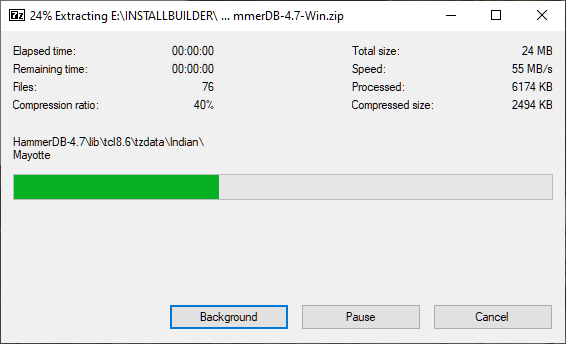 7z 24% Extracting E:\INSTALLBUILDER\ ... mmerDB-4.7-Win.zip
Elapsed time: 00:00:00 Total size: 24 MB
Remaining time: 00:00:00 Speed: 55 MB/s
Files: 76 Processed: 6174 KB
Compression ratio: 40% Compressed size: 2494 KB
HammerDB-4.7\lib\tcl8.6\tzdata\Indian\
Mayotte
Background Pause Cancel